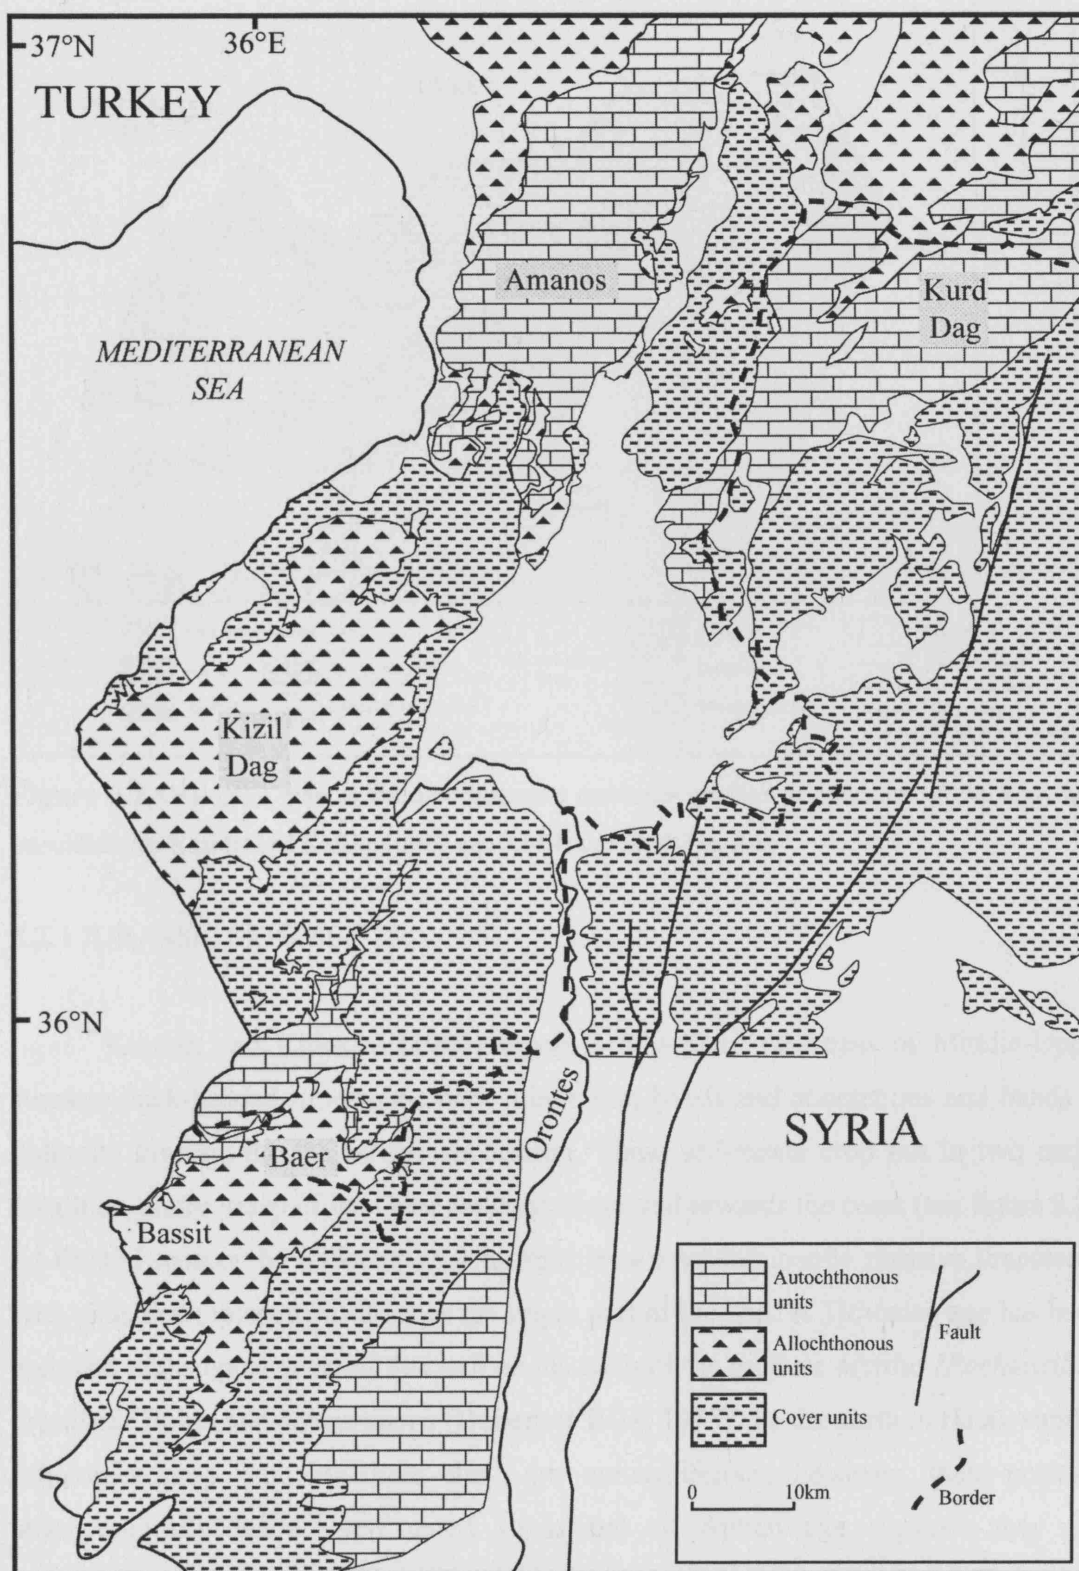 37°N
36°E
TURKEY
Amanos
Kurd
Dag
MEDITERRANEAN
SEA
Kizil
Dag
36°N
Orontes
SYRIA
Baer
Bassit
Autochthonous
units
Allochthonous
units
Cover units
Fault
Border
0
10km